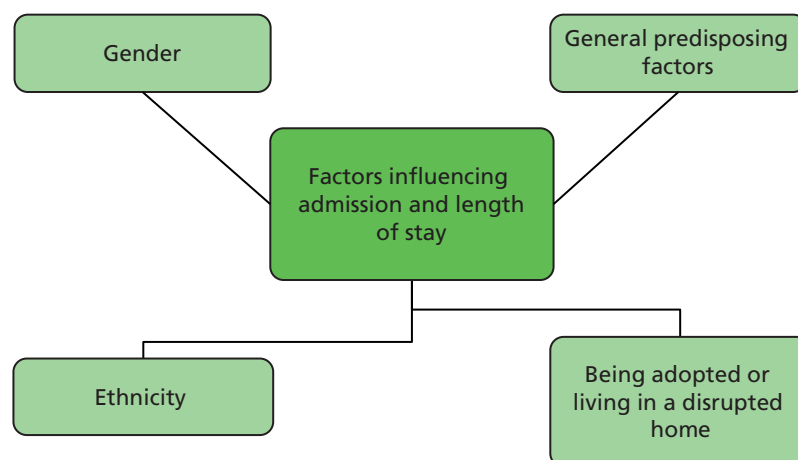 Gender
General predisposing
factors
Factors influencing
admission and length
of stay
Ethnicity
Being adopted or
living in a disrupted
home